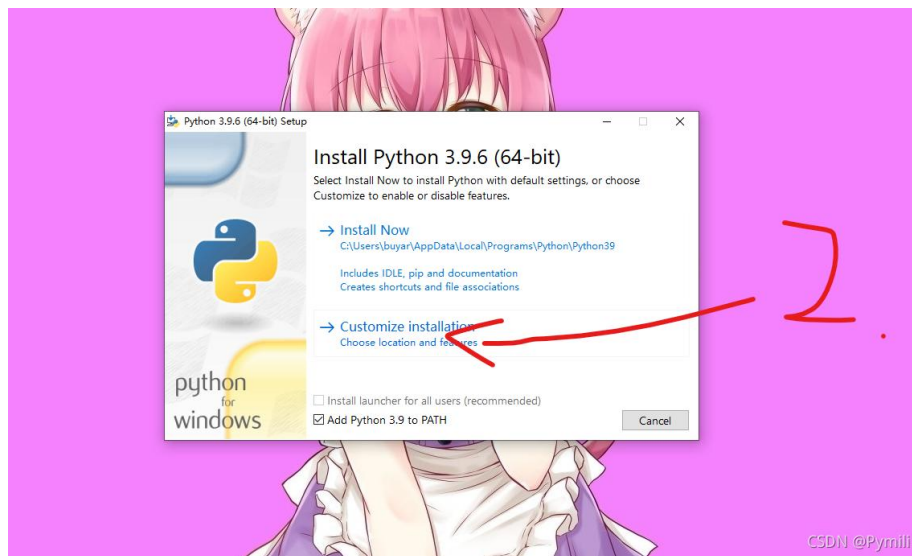 Python 3.9.6 (64-bit) Setup
Install Python 3.9.6 (64-bit)
Select Install Now to install Python with default settings, or choose
Customize to enable or disable features.
→ Install Now
C:\Users\buyar\AppData\Local\Programs\Python\Python39
Includes IDLE, pip and documentation
Creates shortcuts and file associations
→ Customize installation
Choose location and features
2.
python
for
windows
Install launcher for all users (recommended)
Add Python 3.9 to PATH
Cancel
CSDN @Pymili